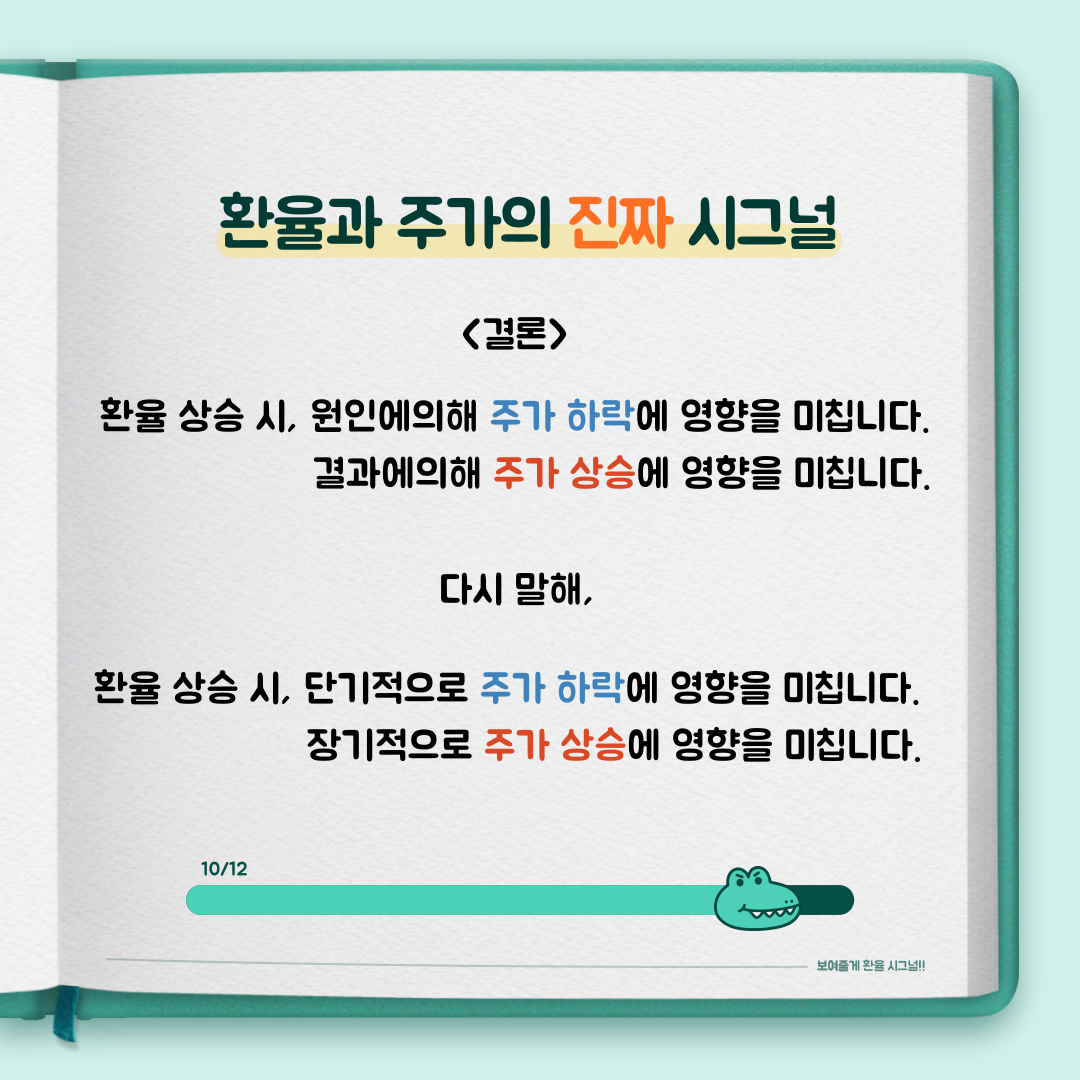 환율과 주가의 진짜 시그널
<결론>
환율 상승 시, 원인에의해 주가 하락에 영향을 미칩니다.
결과에의해 주가 상승에 영향을 미칩니다.
다시 말해,
환율 상승 시, 단기적으로 주가 하락에 영향을 미칩니다.
장기적으로 주가 상승에 영향을 미칩니다.
10/12
보여줄게 환율 시그널!!